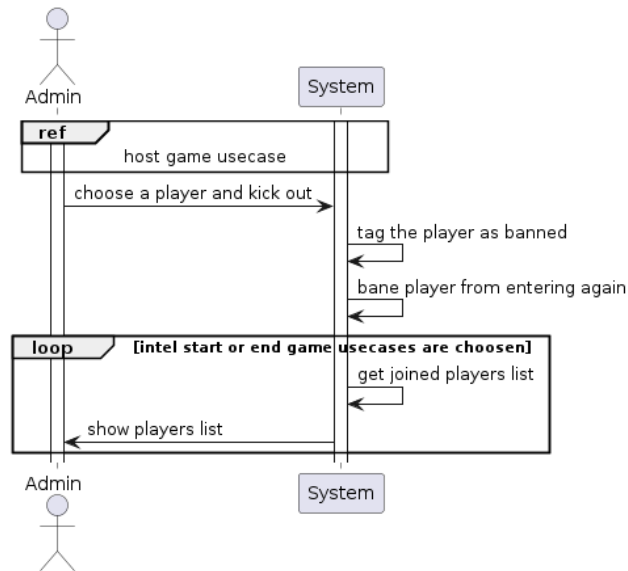 Admin
System
ref
host game usecase
choose a player and kick out
tag the player as banned
bane player from entering again
loop [intel start or end game usecases are choosen]
get joined players list
show players list
Admin
System